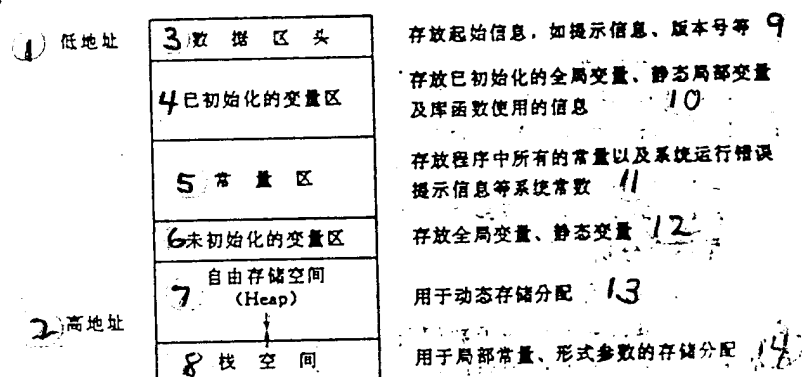 1 低地址
3 数据区头
存放起始信息，如提示信息、版本号等 9
4 已初始化的变量区
存放已初始化的全局变量、静态局部变量
及库函数使用的信息 10
5 常量区
存放程序中所有的常量以及系统运行错误
提示信息等系统常数 11
6 未初始化的变量区
存放全局变量、静态变量 12
7 自由存储空间
(Heap)
用于动态存储分配 13
2 高地址
8 栈空间
用于局部常量、形式参数的存储分配 14